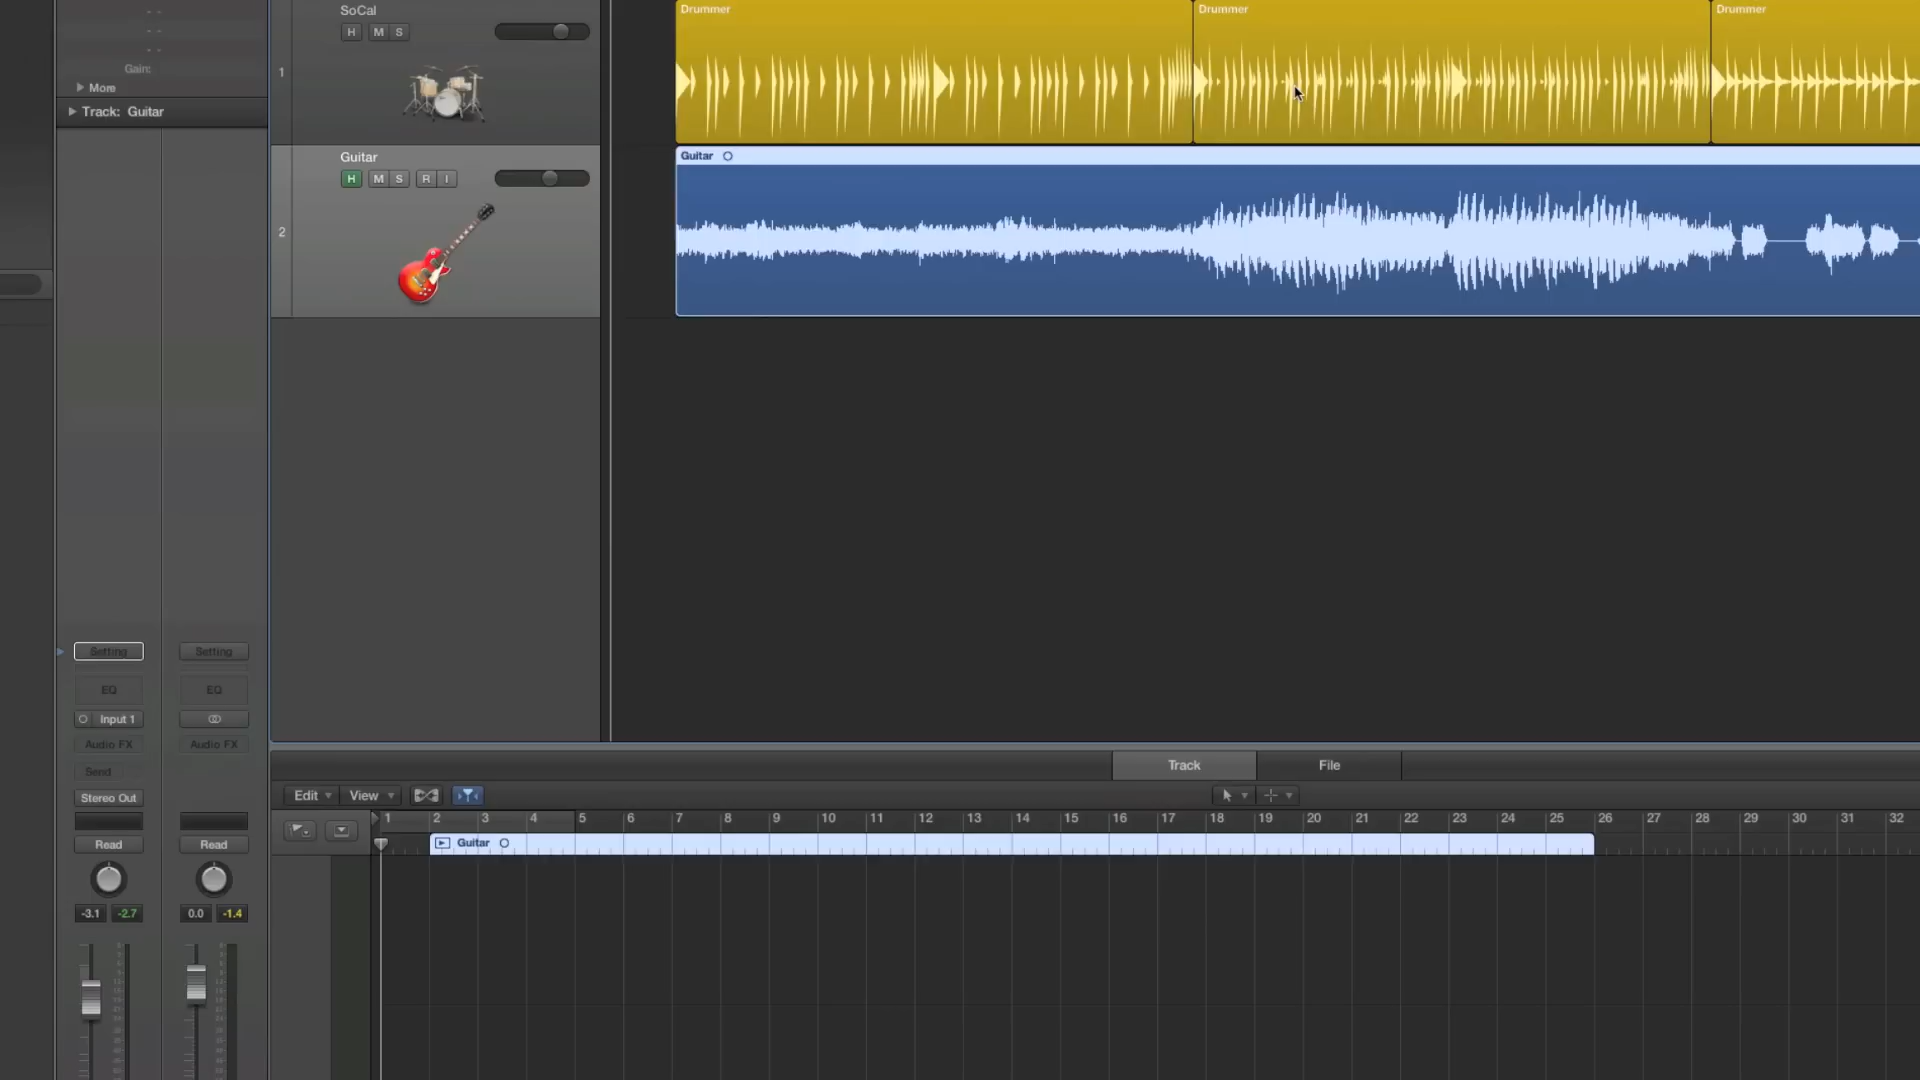 SoCal
H M S
1
Gain:
More
Track: Guitar
Drummer
Drummer
Drummer
Guitar
H M S R I
2
Guitar
Setting
Setting
EQ
EQ
Input 1
Audio FX
Audio FX
Send
Stereo Out
Read
Read
-3.1 -2.7
0.0 -1.4
Track
File
Edit
View
1 2 3 4 5 6 7 8 9 10 11 12 13 14 15 16 17 18 19 20 21 22 23 24 25 26 27 28 29 30 31 32
Guitar